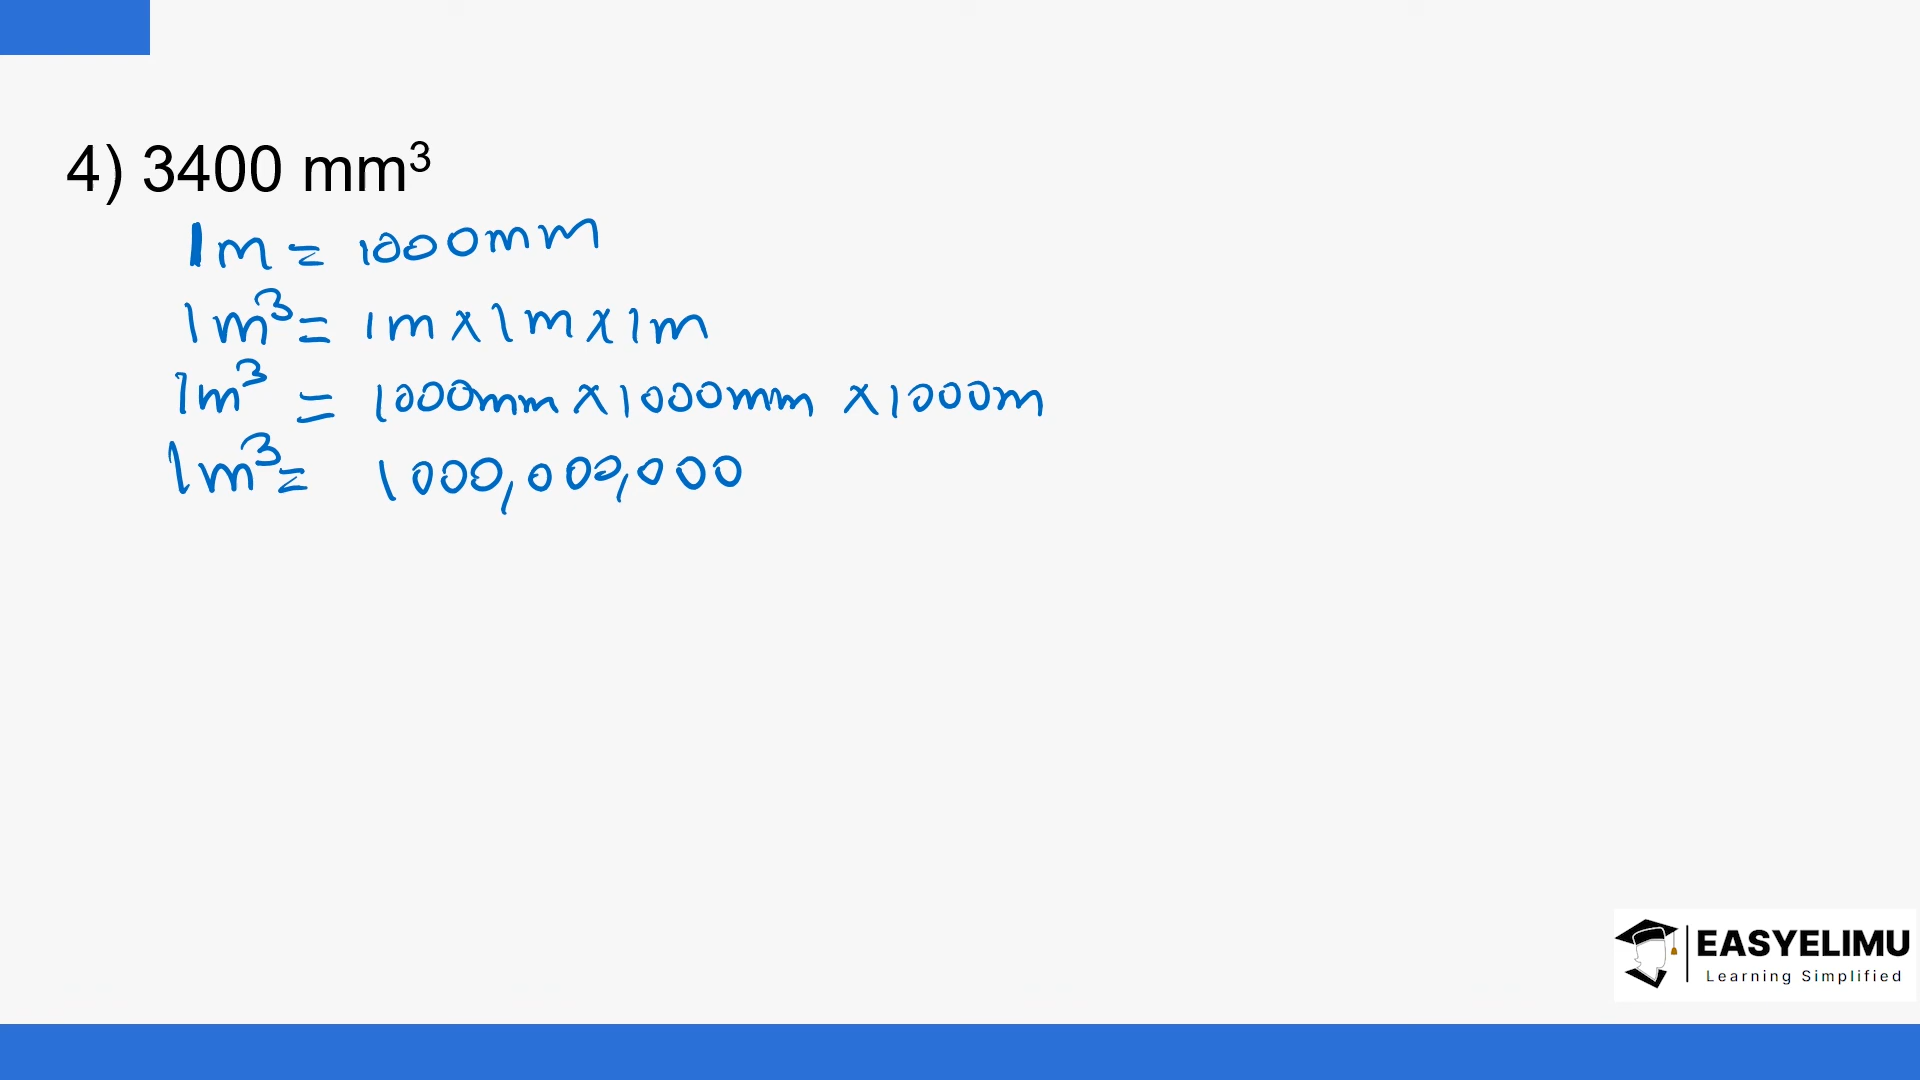 4) 3400 mm³
1m = 1000mm
1m³ = 1m x 1m x 1m
1m³ = 1000mm x 1000mm x 1000m
1m³ = 1000,000,000
EASYELIMU
Learning Simplified